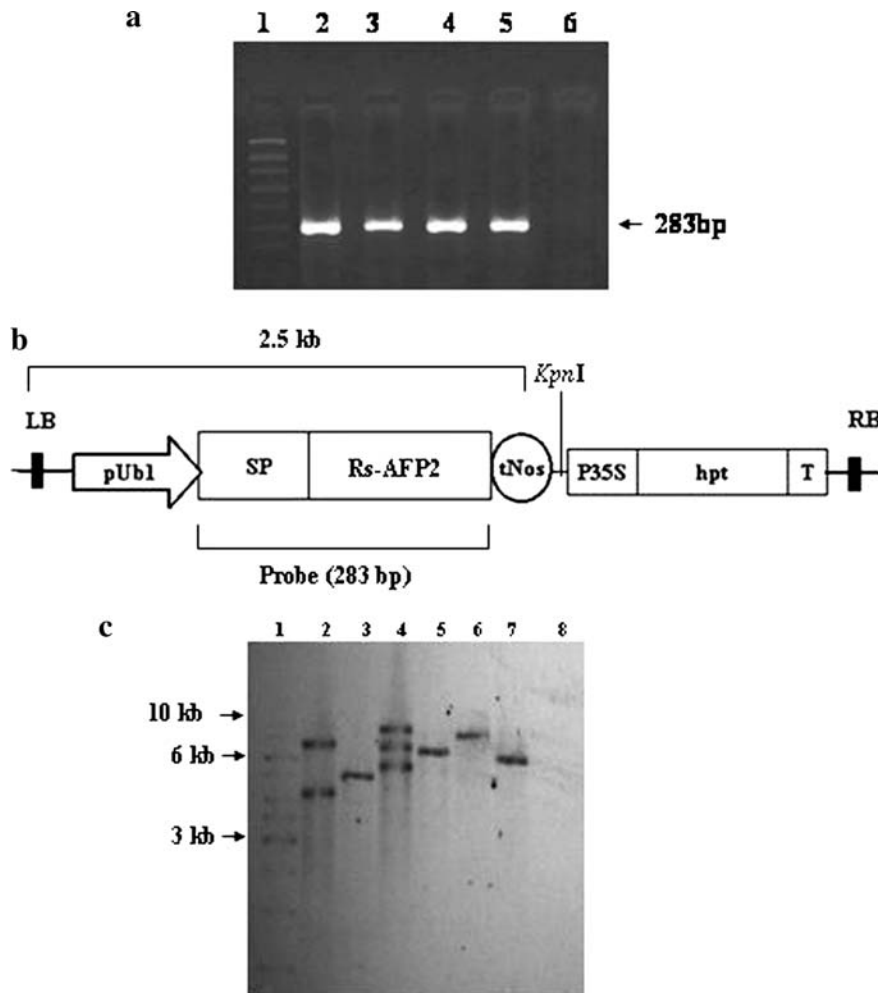 a
1 2 3 4 5 6
283bp
b
2.5 kb
KpnI
LB
RB
pUb1
SP
Rs-AFP2
tNos
P35S
hpt
T
Probe (283 bp)
c
1 2 3 4 5 6 7 8
10 kb
6 kb
3 kb